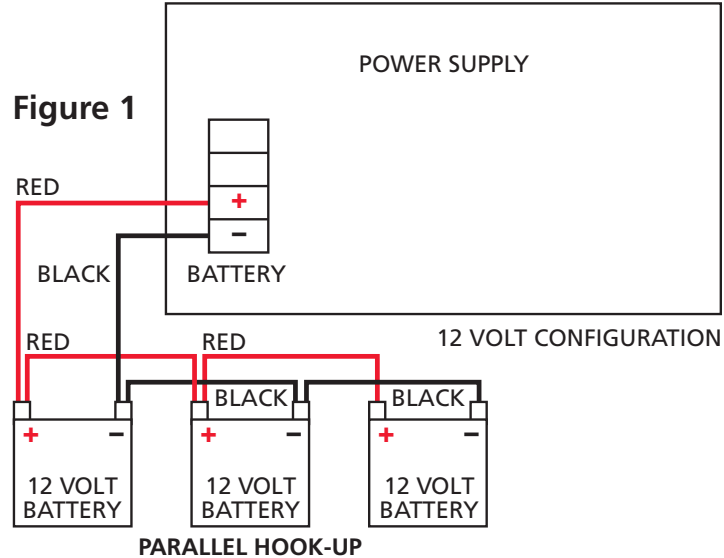 POWER SUPPLY
Figure 1
RED
+
−
BLACK
BATTERY
12 VOLT CONFIGURATION
RED RED
BLACK BLACK
+ − + − + −
12 VOLT 12 VOLT 12 VOLT
BATTERY BATTERY BATTERY
PARALLEL HOOK-UP